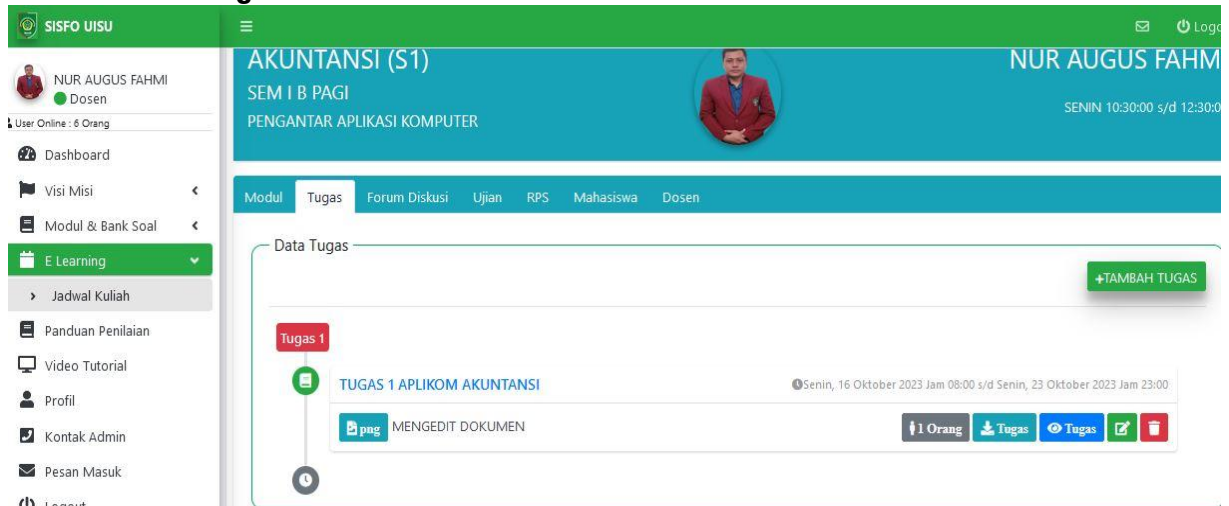 SISFO UISU
NUR AUGUS FAHMI
Dosen
User Online : 6 Orang
Dashboard
Visi Misi
Modul & Bank Soal
E Learning
Jadwal Kuliah
Panduan Penilaian
Video Tutorial
Profil
Kontak Admin
Pesan Masuk
Logout
Logo
AKUNTANSI (S1)
SEM I B PAGI
PENGANTAR APLIKASI KOMPUTER
NUR AUGUS FAHM
SENIN 10:30:00 s/d 12:30:0
Modul Tugas Forum Diskusi Ujian RPS Mahasiswa Dosen
Data Tugas
+TAMBAH TUGAS
Tugas 1
TUGAS 1 APLIKOM AKUNTANSI Senin, 16 Oktober 2023 Jam 08:00 s/d Senin, 23 Oktober 2023 Jam 23:00
png MENGEDIT DOKUMEN 1 Orang Tugas Tugas